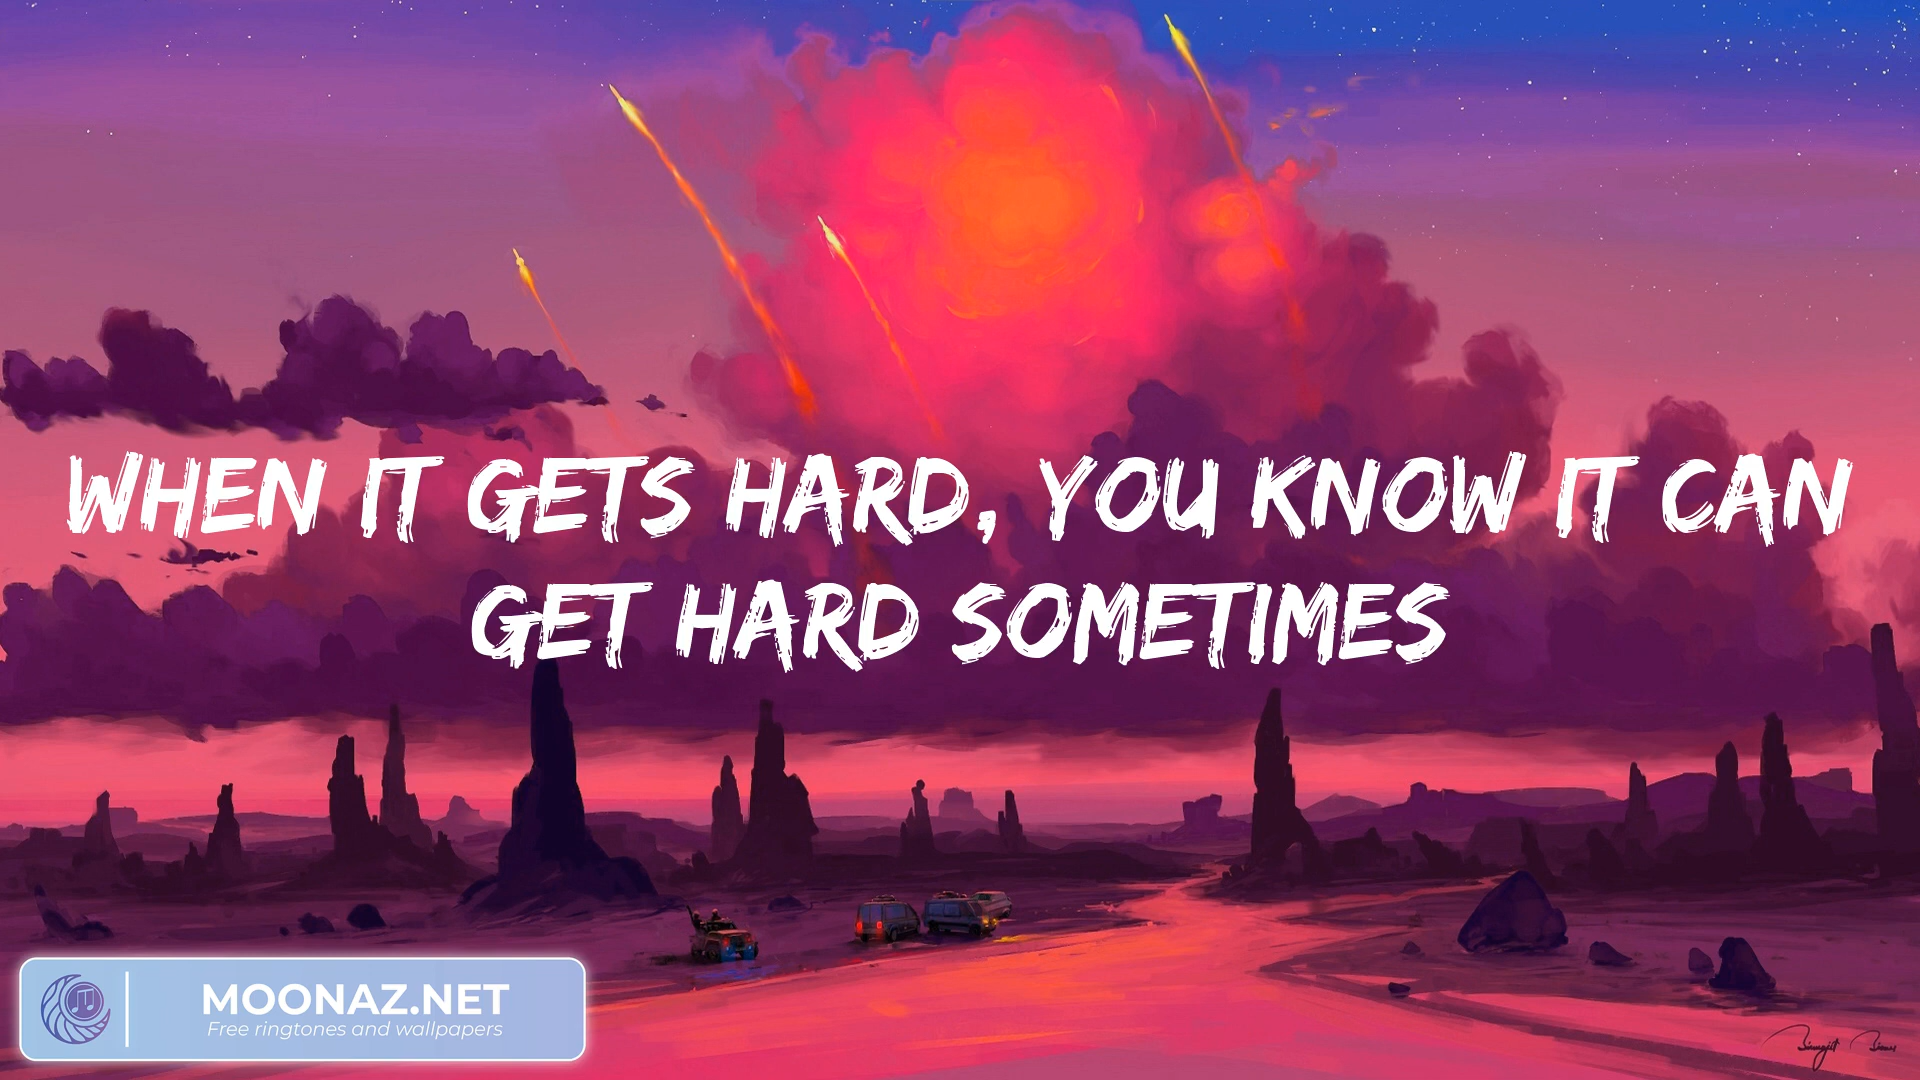 WHEN IT GETS HARD, YOU KNOW IT CAN
GET HARD SOMETIMES
MOONAZ.NET
Free ringtones and wallpapers